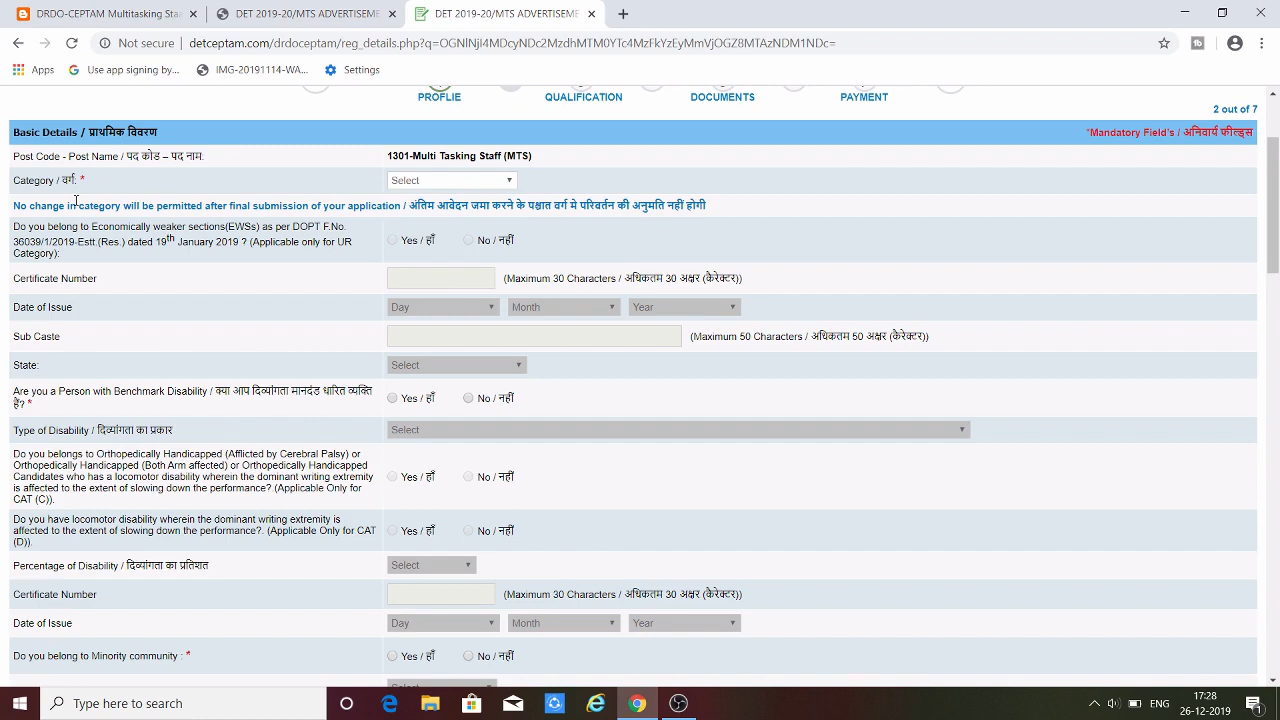 DRDO-CEPTAM Multitasking Sta
DET 2019-20/MTS ADVERTISEME
DET 2019-20/MTS ADVERTISEME
Not secure
Apps
Use app signing by...
IMG-20191114-WA...
Settings
PROFLIE
QUALIFICATION
DOCUMENTS
PAYMENT
2 out of 7
Basic Details / प्राथमिक विवरण
*Mandatory Field's / अनिवार्य फील्ड्स
Post Code - Post Name / पद कोड – पद नाम:
1301-Multi Tasking Staff (MTS)
Category / वर्ग: *
Select
No change in category will be permitted after final submission of your application / अंतिम आवेदन जमा करने के पश्चात वर्ग मे परिवर्तन की अनुमति नहीं होगी
Do you belong to Economically weaker sections(EWSs) as per DOPT F.No.
36039/1/2019-Estt.(Res.) dated 19th January 2019 ? (Applicable only for UR
Category):
Yes / हाँ
No / नहीं
Certificate Number
(Maximum 30 Characters / अधिकतम 30 अक्षर (कैरेक्टर))
Date of Issue
Day
Month
Year
Sub Caste
(Maximum 50 Characters / अधिकतम 50 अक्षर (कैरेक्टर))
State:
Select
Are you a Person with Benchmark Disability / क्या आप दिव्यांगता मानदंड धारित व्यक्ति
हैं? *
Yes / हाँ
No / नहीं
Type of Disability / दिव्यांगता का प्रकार
Select
Do you belongs to Orthopedically Handicapped (Afflicted by Cerebral Palsy) or
Orthopedically Handicapped (Both Arm affected) or Orthopedically Handicapped
Candidates who has a locomotor disability wherein the dominant writing extremity
is affected to the extent of slowing down the performance? (Applicable Only for
CAT (C)).
Yes / हाँ
No / नहीं
Do you have locomotor disability wherein the dominant writing extremity is
affected to the extent of slowing down the performance?. (Applicable Only for CAT
(D)).
Yes / हाँ
No / नहीं
Percentage of Disability / दिव्यांगता का प्रतिशत
Select
Certificate Number
(Maximum 30 Characters / अधिकतम 30 अक्षर (कैरेक्टर))
Date of Issue
Day
Month
Year
Do you belong to Minority community : *
Yes / हाँ
No / नहीं
Type here to search
ENG
17:28
26-12-2019